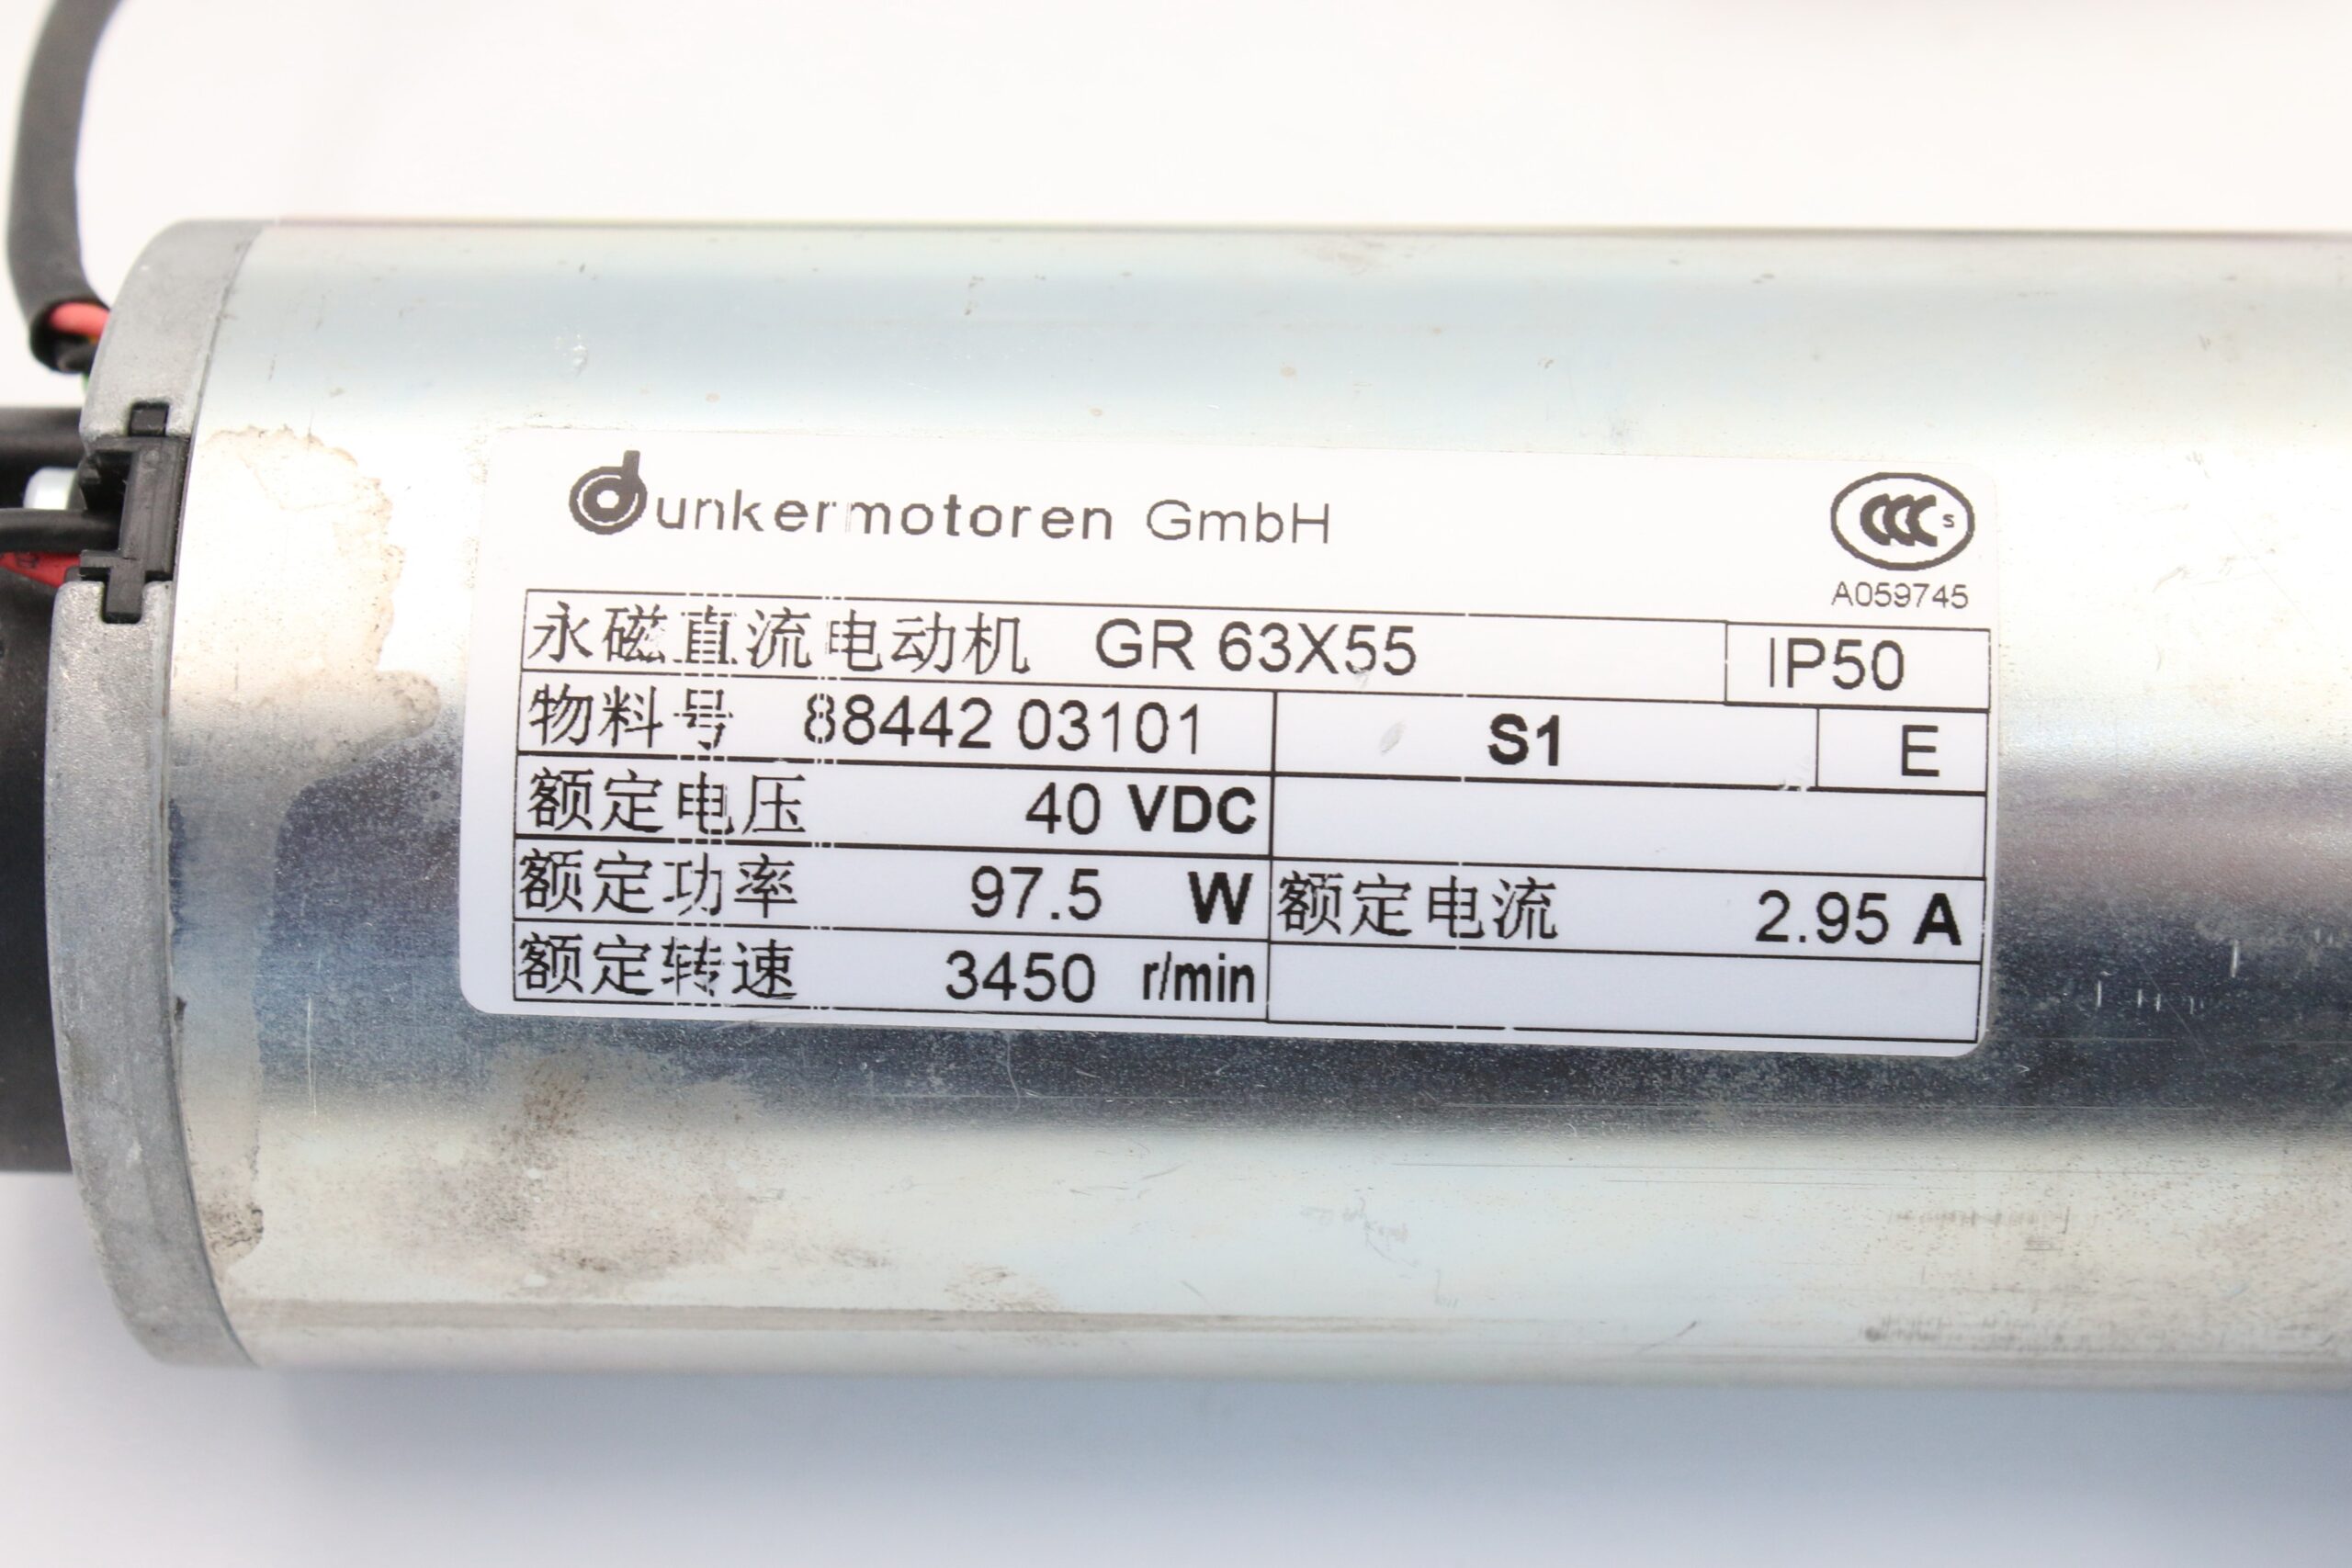 dunkermotoren GmbH
CCC S
A059745
永磁直流电动机 GR 63X55 IP50
物料号 88442 03101 S1 E
额定电压 40 VDC
额定功率 97.5 W 额定电流 2.95 A
额定转速 3450 r/min